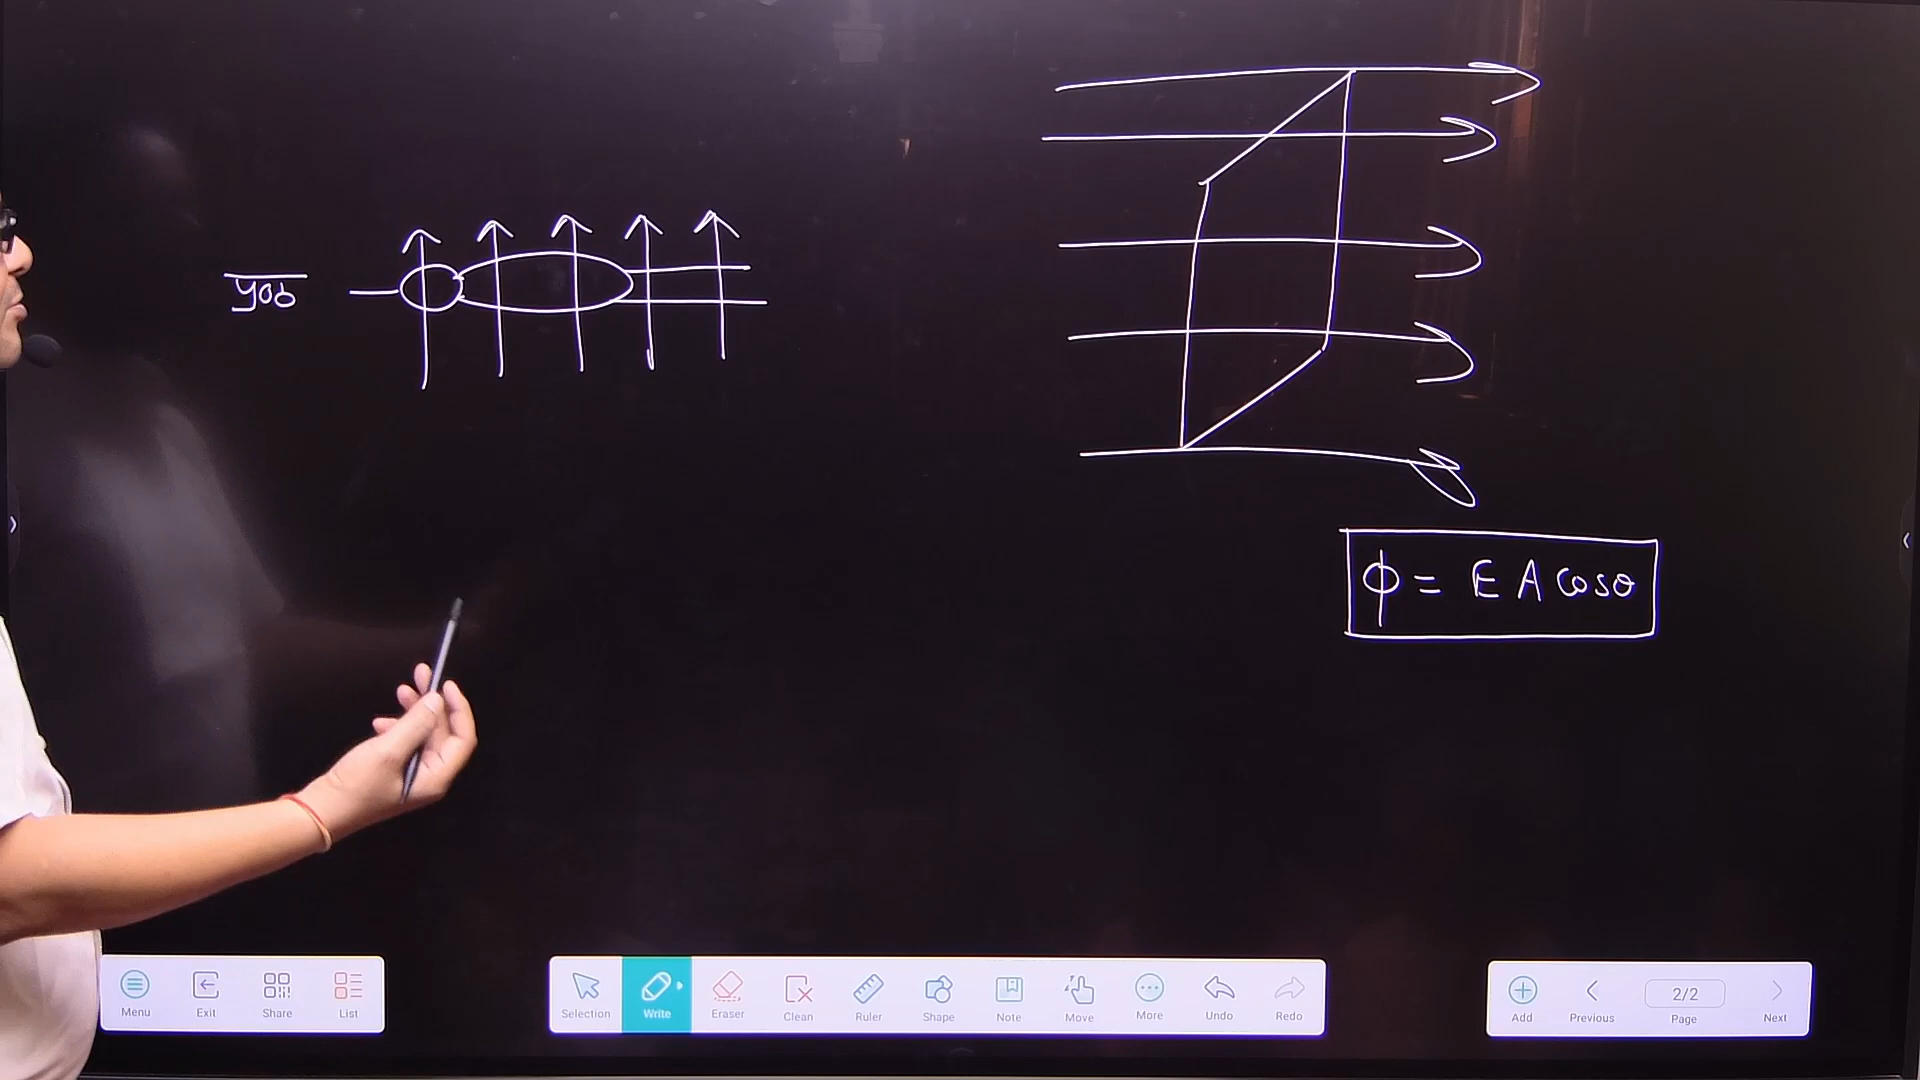 ϕ = E A cosθ
Menu
Exit
Share
List
Selection
Write
Eraser
Clean
Ruler
Shape
Note
Move
More
Undo
Redo
Add
Previous
2/2
Page
Next